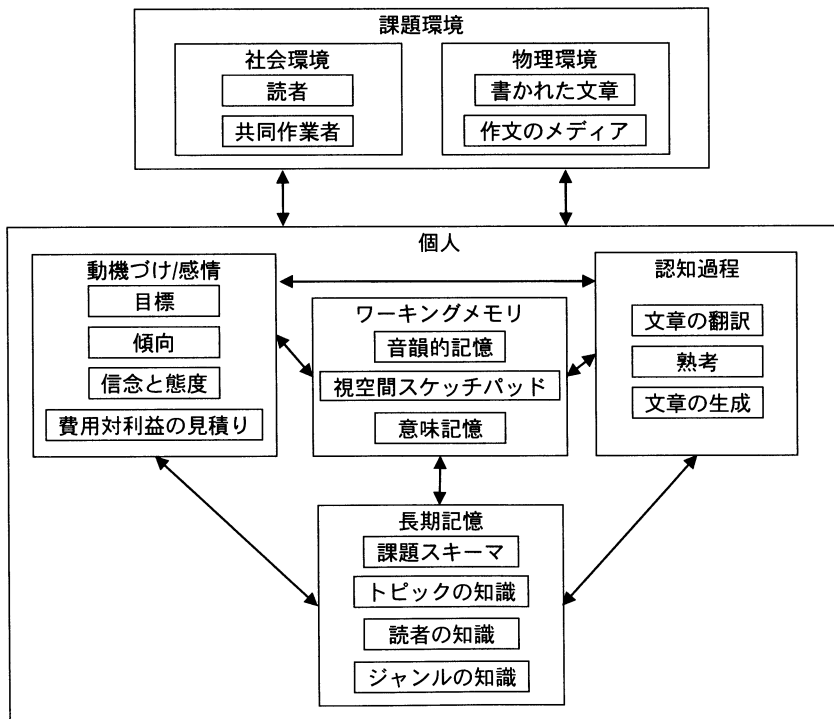 課題環境
社会環境
読者
共同作業者
物理環境
書かれた文章
作文のメディア
個人
動機づけ/感情
目標
傾向
信念と態度
費用対利益の見積り
ワーキングメモリ
音韻的記憶
視空間スケッチパッド
意味記憶
認知過程
文章の翻訳
熟考
文章の生成
長期記憶
課題スキーマ
トピックの知識
読者の知識
ジャンルの知識